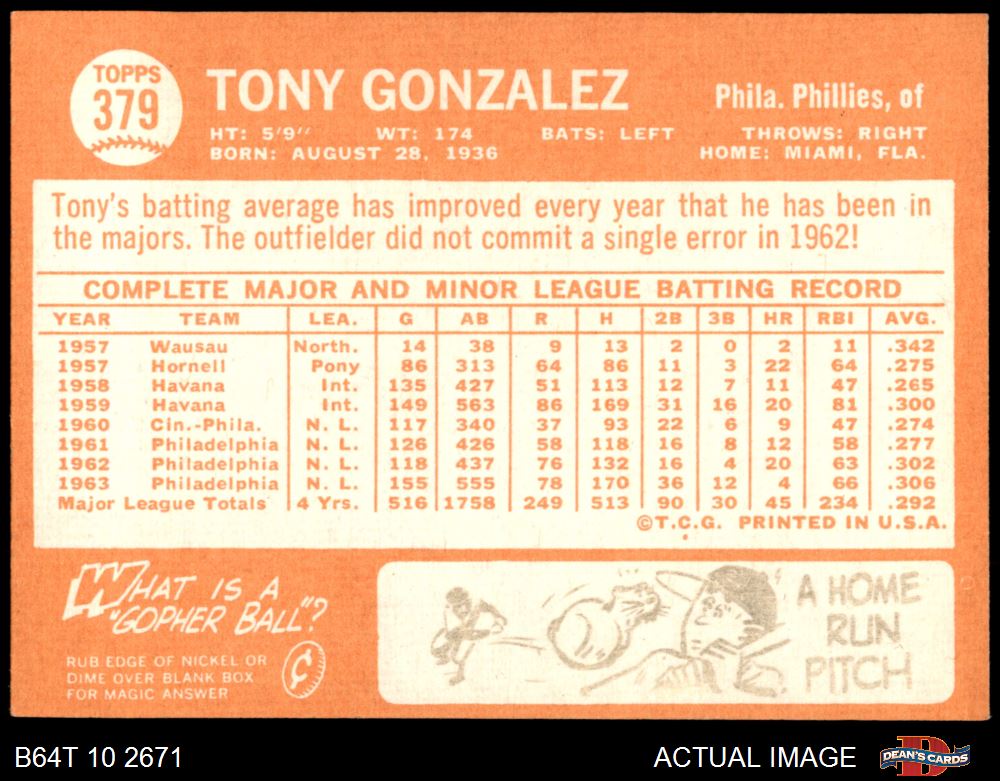 TOPPS
379
TONY GONZALEZ
Phila. Phillies, of
HT: 5'9" WT: 174 BATS: LEFT THROWS: RIGHT
BORN: AUGUST 28, 1936 HOME: MIAMI, FLA.
Tony's batting average has improved every year that he has been in
the majors. The outfielder did not commit a single error in 1962!
COMPLETE MAJOR AND MINOR LEAGUE BATTING RECORD
YEAR TEAM LEA. G AB R H 2B 3B HR RBI AVG.
1957 Wausau North. 14 38 9 13 2 0 2 11 .342
1957 Hornell Pony 86 313 64 86 11 3 22 64 .275
1958 Havana Int. 135 427 51 113 12 7 11 47 .265
1959 Havana Int. 149 563 86 169 31 16 20 81 .300
1960 Cin.-Phila. N. L. 117 340 37 93 22 6 9 47 .274
1961 Philadelphia N. L. 126 426 58 118 16 8 12 58 .277
1962 Philadelphia N. L. 118 437 76 132 16 4 20 63 .302
1963 Philadelphia N. L. 155 555 78 170 36 12 4 66 .306
Major League Totals 4 Yrs. 516 1758 249 513 90 30 45 234 .292
©T.C.G. PRINTED IN U.S.A.
WHAT IS A
"GOPHER BALL"?
RUB EDGE OF NICKEL OR
DIME OVER BLANK BOX
FOR MAGIC ANSWER
¢
A HOME
RUN
PITCH
B64T 10 2671
ACTUAL IMAGE
DEAN'S CARDS